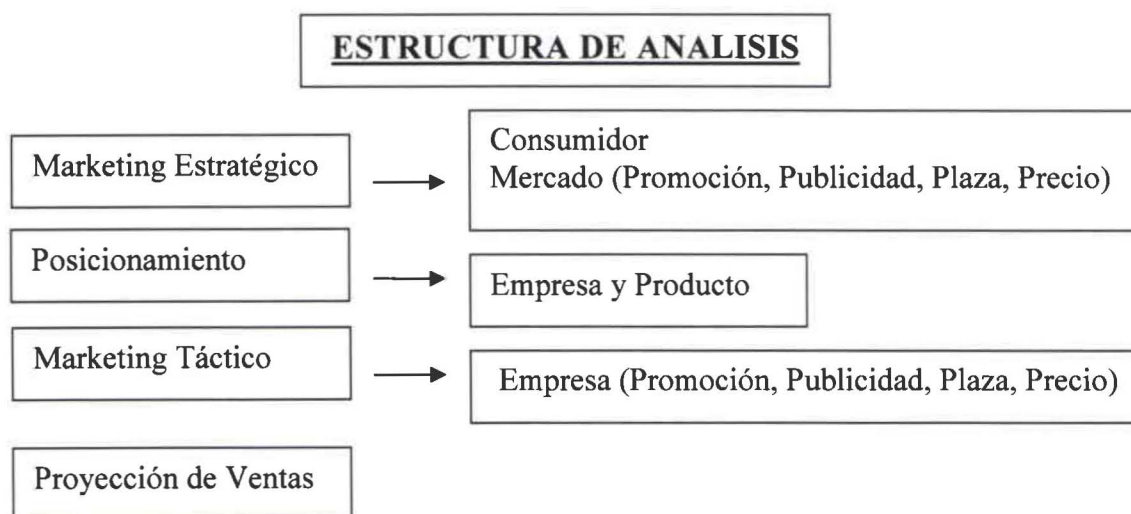 ESTRUCTURA DE ANALISIS
Marketing Estratégico
Consumidor
Mercado (Promoción, Publicidad, Plaza, Precio)
Posicionamiento
Empresa y Producto
Marketing Táctico
Empresa (Promoción, Publicidad, Plaza, Precio)
Proyección de Ventas